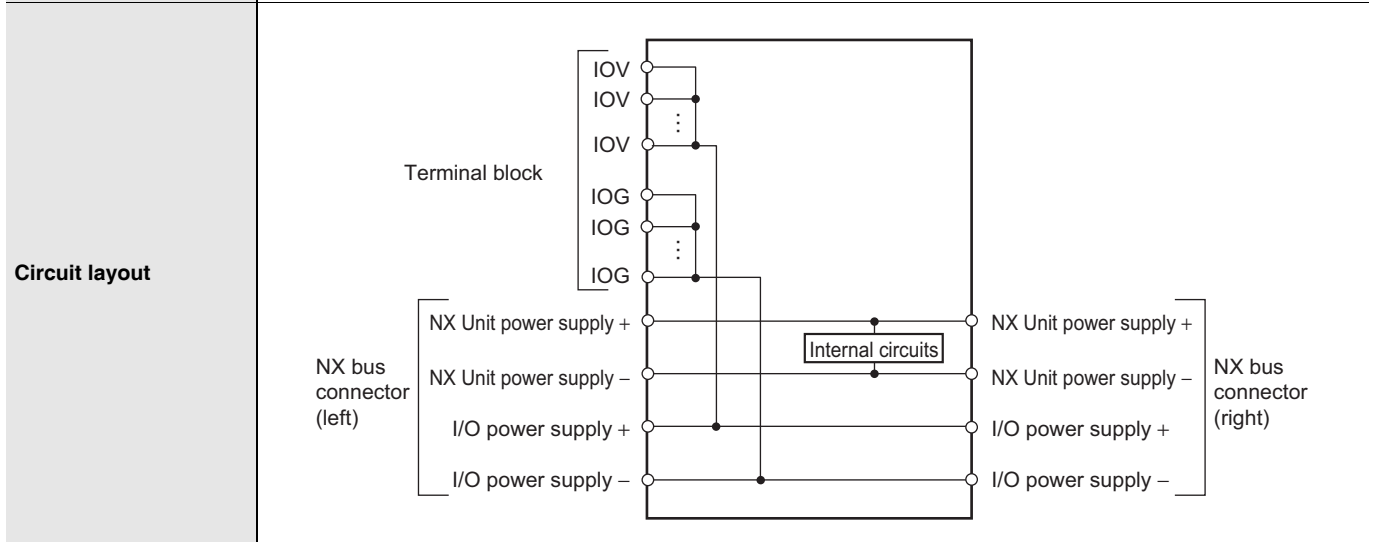 Circuit layout
Terminal block
IOV
IOV
⋮
IOV
IOG
IOG
⋮
IOG
NX bus
connector
(left)
NX Unit power supply +
NX Unit power supply −
I/O power supply +
I/O power supply −
Internal circuits
NX Unit power supply +
NX Unit power supply −
I/O power supply +
I/O power supply −
NX bus
connector
(right)